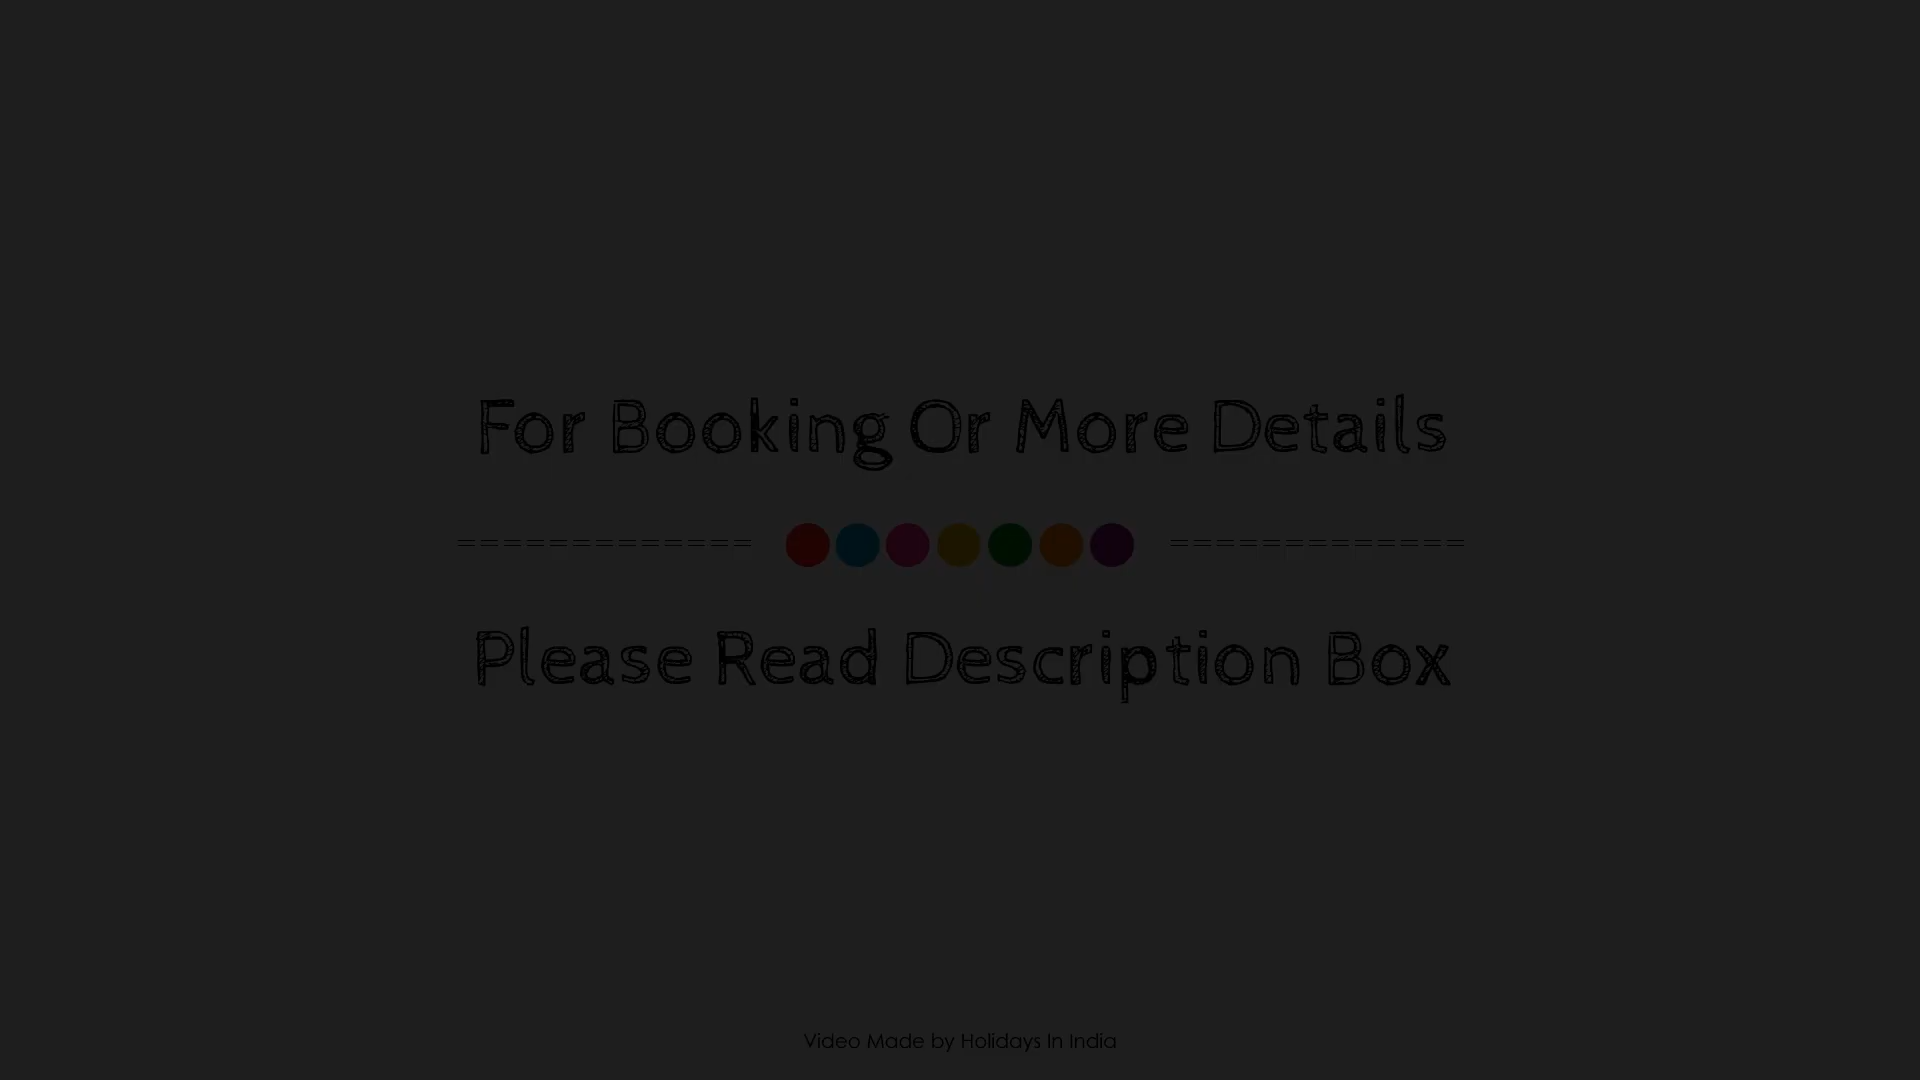 For Booking Or More Details
============= =============
Please Read Description Box
Video Made by Holidays In India